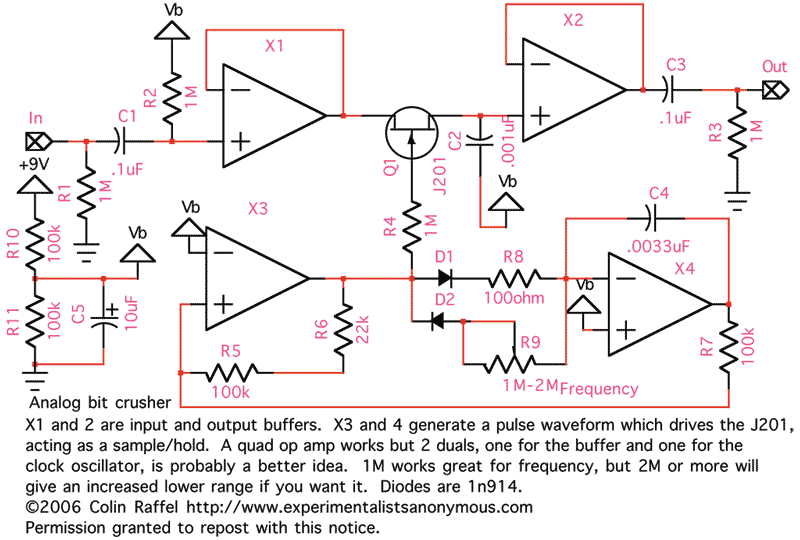 Vb
X1
X2
R2
1M
C3
Out
.1uF
In
C1
.1uF
R3
1M
+9V
R1
1M
Q1
J201
C2
.001uF
Vb
R10
100k
Vb
Vb
X3
R4
1M
C4
.0033uF
D1
R8
100ohm
X4
Vb
C5
10uF
R11
100k
R6
22k
D2
R9
1M-2M Frequency
R7
100k
R5
100k
Analog bit crusher
X1 and 2 are input and output buffers. X3 and 4 generate a pulse waveform which drives the J201,
acting as a sample/hold. A quad op amp works but 2 duals, one for the buffer and one for the
clock oscillator, is probably a better idea. 1M works great for frequency, but 2M or more will
give an increased lower range if you want it. Diodes are 1n914.
©2006 Colin Raffel http://www.experimentalistsanonymous.com
Permission granted to repost with this notice.